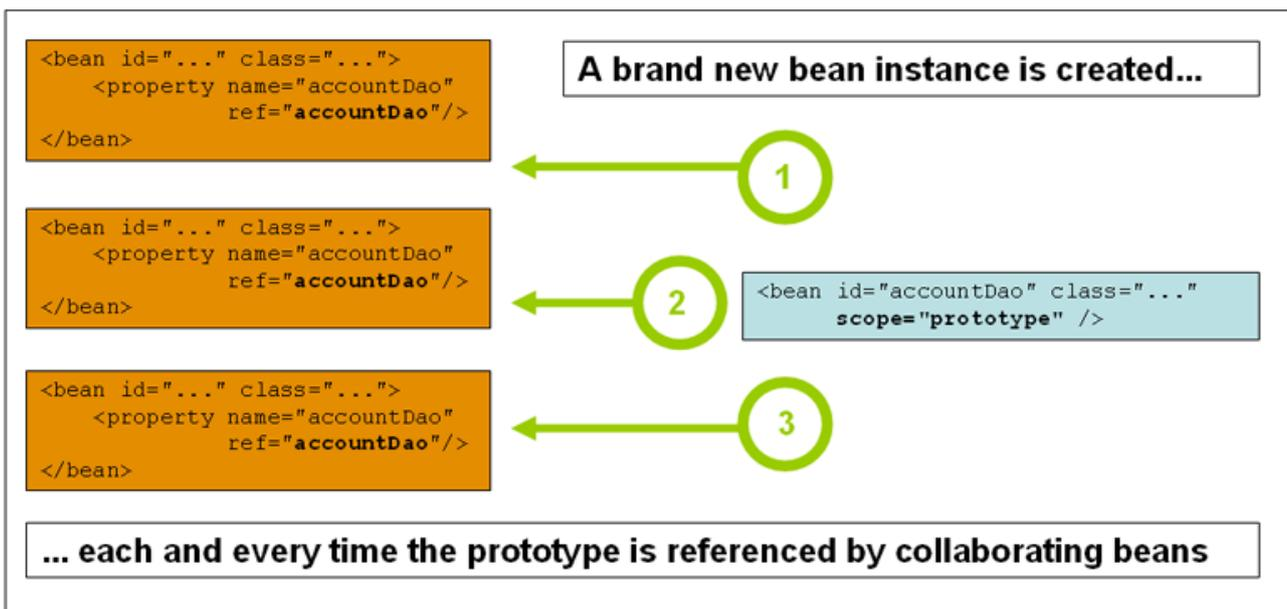 <bean id="..." class="...">
    <property name="accountDao"
              ref="accountDao"/>
</bean>
A brand new bean instance is created...
1
<bean id="..." class="...">
    <property name="accountDao"
              ref="accountDao"/>
</bean>
2
<bean id="accountDao" class="..."
      scope="prototype" />
<bean id="..." class="...">
    <property name="accountDao"
              ref="accountDao"/>
</bean>
3
... each and every time the prototype is referenced by collaborating beans